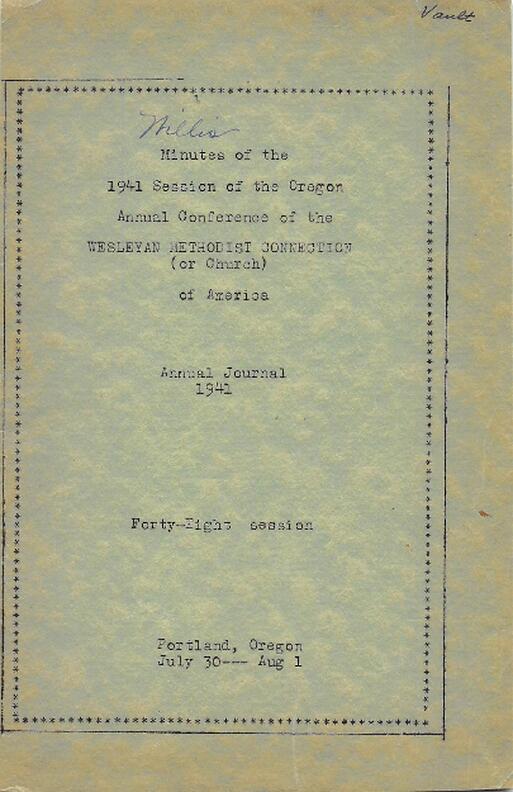 Vault
Willis
Minutes of the
1941 Session of the Oregon
Annual Conference of the
WESLEYAN METHODIST CONNECTION
(or Church)
of America
Annual Journal
1941
Forty-Eight session
Portland, Oregon
July 30--- Aug 1